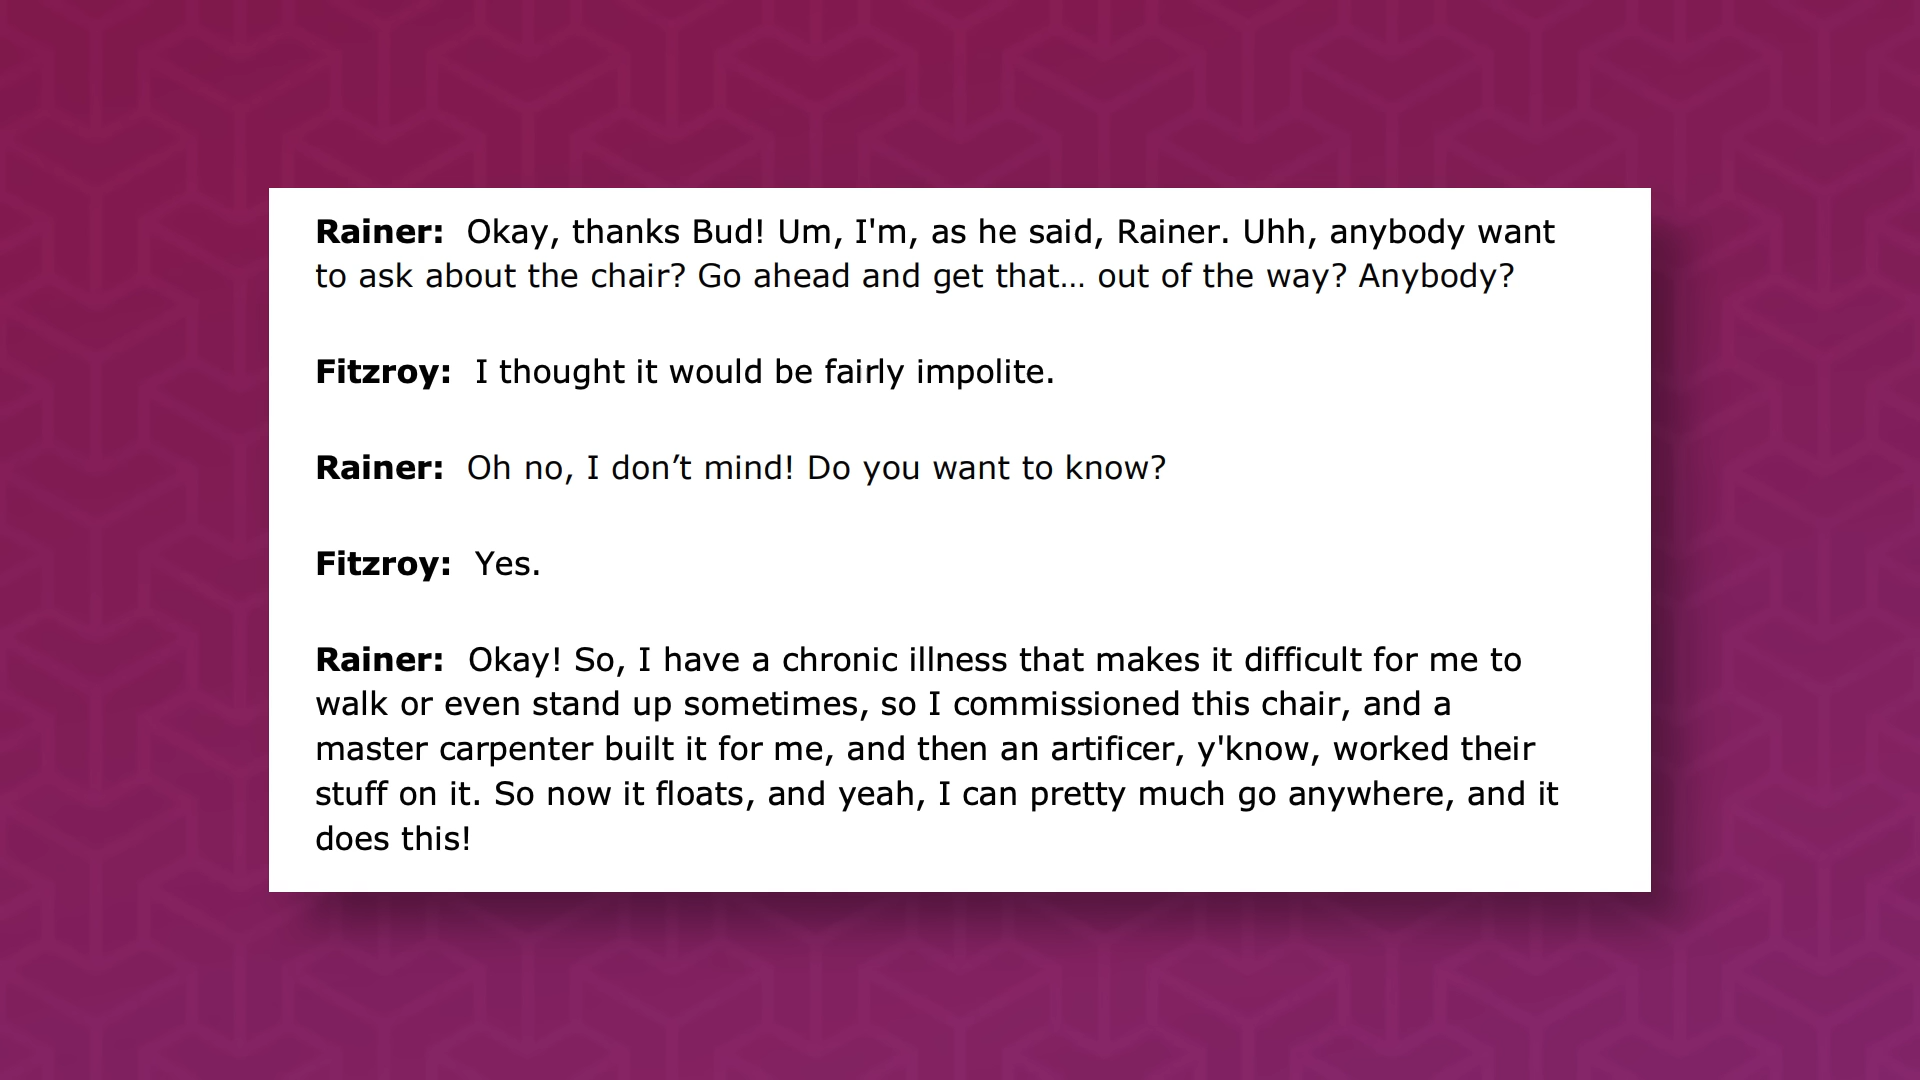 Rainer:  Okay, thanks Bud! Um, I'm, as he said, Rainer. Uhh, anybody want
to ask about the chair? Go ahead and get that… out of the way? Anybody?
Fitzroy:  I thought it would be fairly impolite.
Rainer:  Oh no, I don’t mind! Do you want to know?
Fitzroy:  Yes.
Rainer:  Okay! So, I have a chronic illness that makes it difficult for me to
walk or even stand up sometimes, so I commissioned this chair, and a
master carpenter built it for me, and then an artificer, y'know, worked their
stuff on it. So now it floats, and yeah, I can pretty much go anywhere, and it
does this!